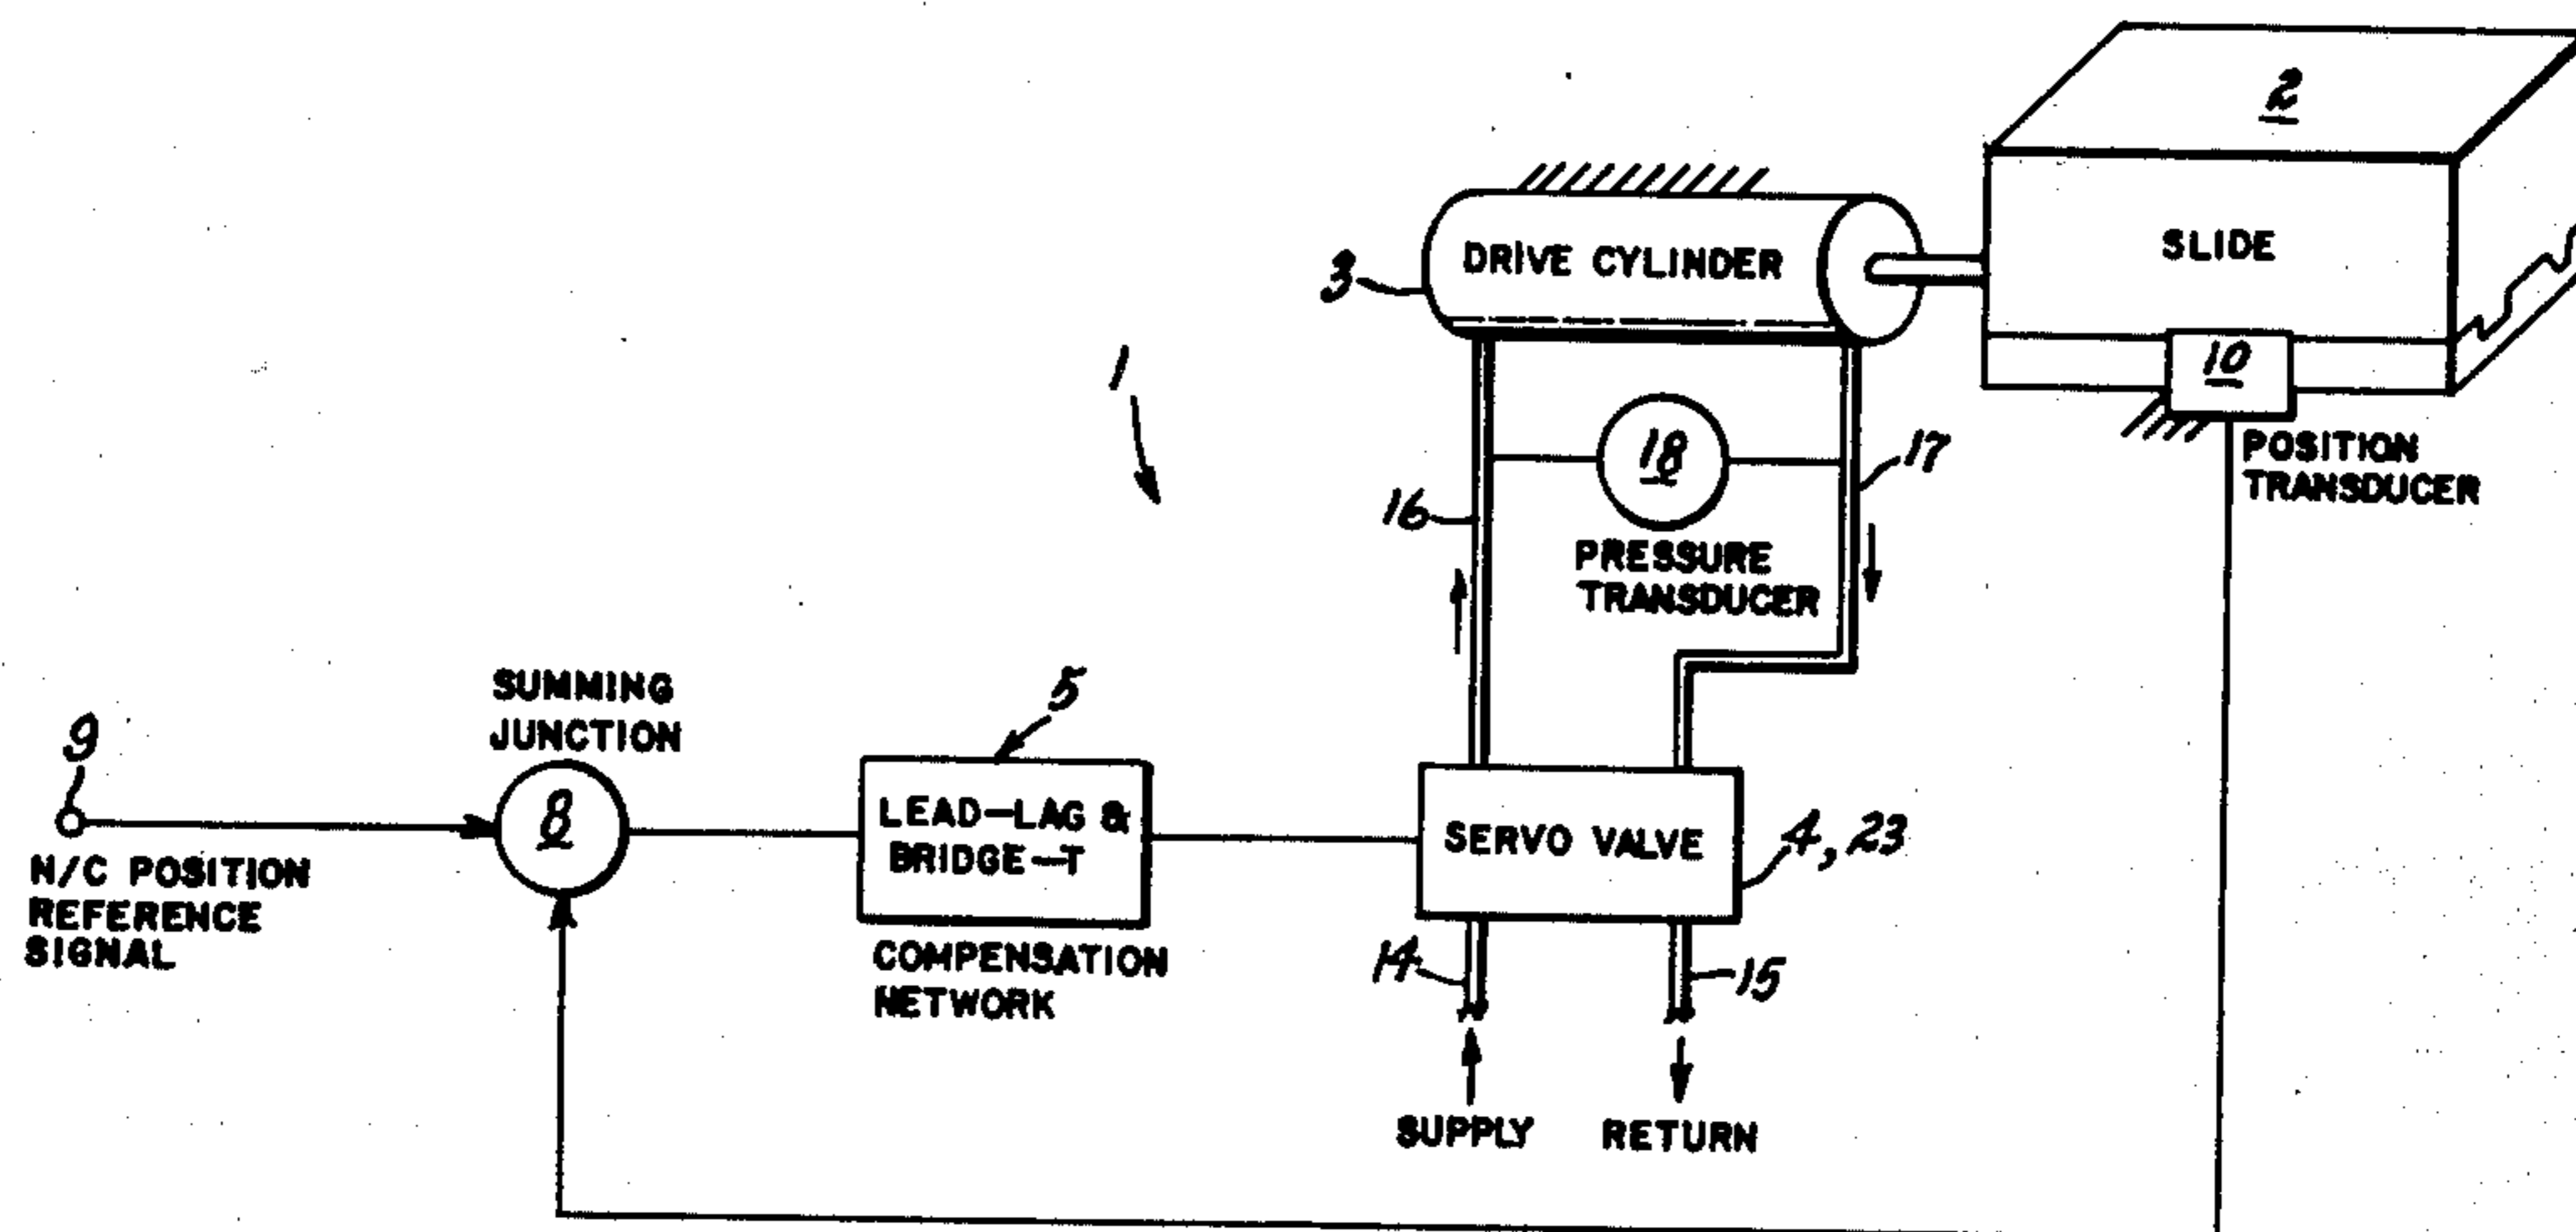 2
SLIDE
DRIVE CYLINDER
3
10
POSITION
TRANSDUCER
1
18
17
16
PRESSURE
TRANSDUCER
SUMMING
JUNCTION
5
9
8
LEAD-LAG &
BRIDGE-T
SERVO VALVE
4, 23
N/C POSITION
REFERENCE
SIGNAL
COMPENSATION
NETWORK
14
15
SUPPLY
RETURN